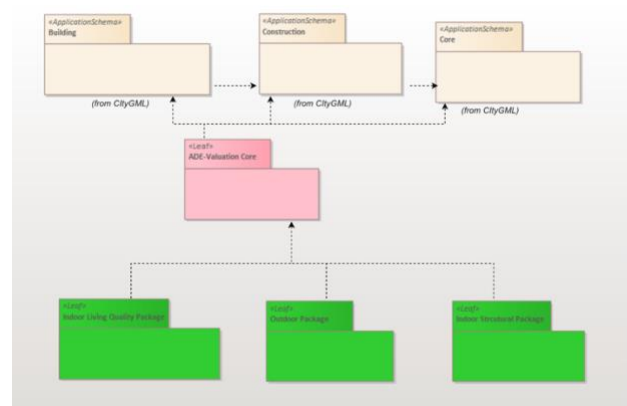 «ApplicationSchema»
Building
«ApplicationSchema»
Construction
«ApplicationSchema»
Core
(from CityGML)
(from CityGML)
(from CityGML)
«Leaf»
ADE-Valuation Core
«Leaf»
Indoor Living Quality Package
«Leaf»
Outdoor Package
«Leaf»
Indoor Strcutural Package